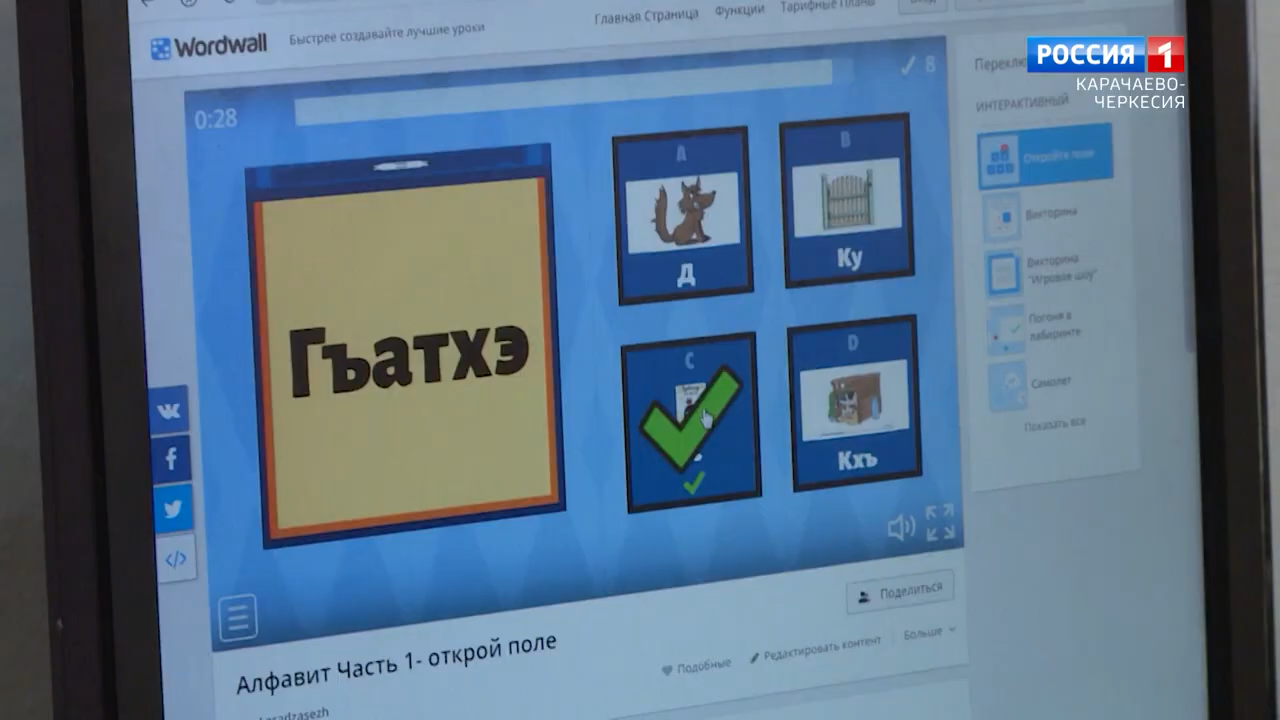 Wordwall
Быстрее создавайте лучшие уроки
Главная Страница
Функции
Тарифные Планы
РОССИЯ 1
КАРАЧАЕВО-
ЧЕРКЕСИЯ
ИНТЕРАКТИВНЫЙ
Откройте поле
Викторина
Викторина
"Игровое шоу"
Погоня в
лабиринте
Самолет
Показать все
0:28
8
Гъатхэ
A
Д
B
Ку
C
D
Кхъ
Поделиться
Алфавит Часть 1- открой поле
Подобные
Редактировать контент
Больше